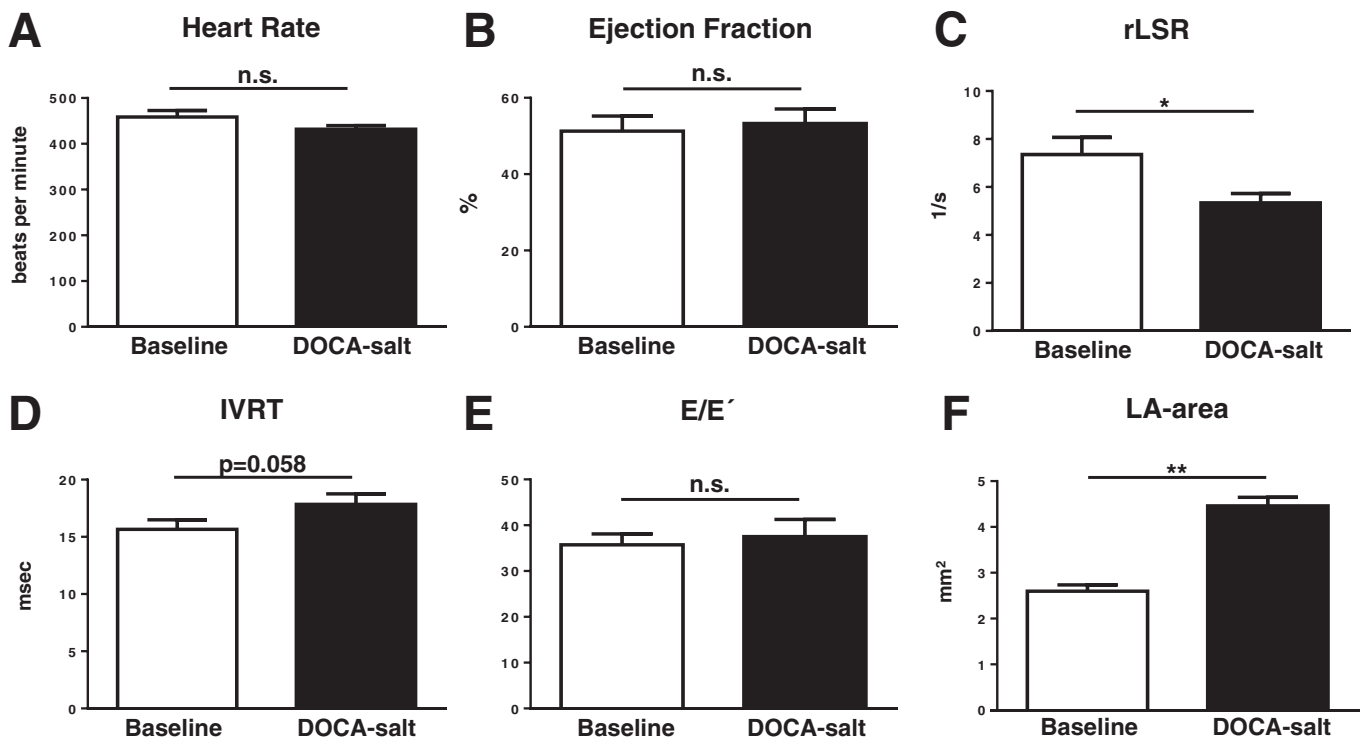 A
Heart Rate
n.s.
beats per minute
500
400
300
200
100
0
Baseline
DOCA-salt
B
Ejection Fraction
n.s.
%
60
40
20
0
Baseline
DOCA-salt
C
rLSR
*
1/s
10
8
6
4
2
0
Baseline
DOCA-salt
D
IVRT
p=0.058
msec
20
15
10
5
0
Baseline
DOCA-salt
E
E/E´
n.s.
50
40
30
20
10
0
Baseline
DOCA-salt
F
LA-area
**
mm²
5
4
3
2
1
0
Baseline
DOCA-salt